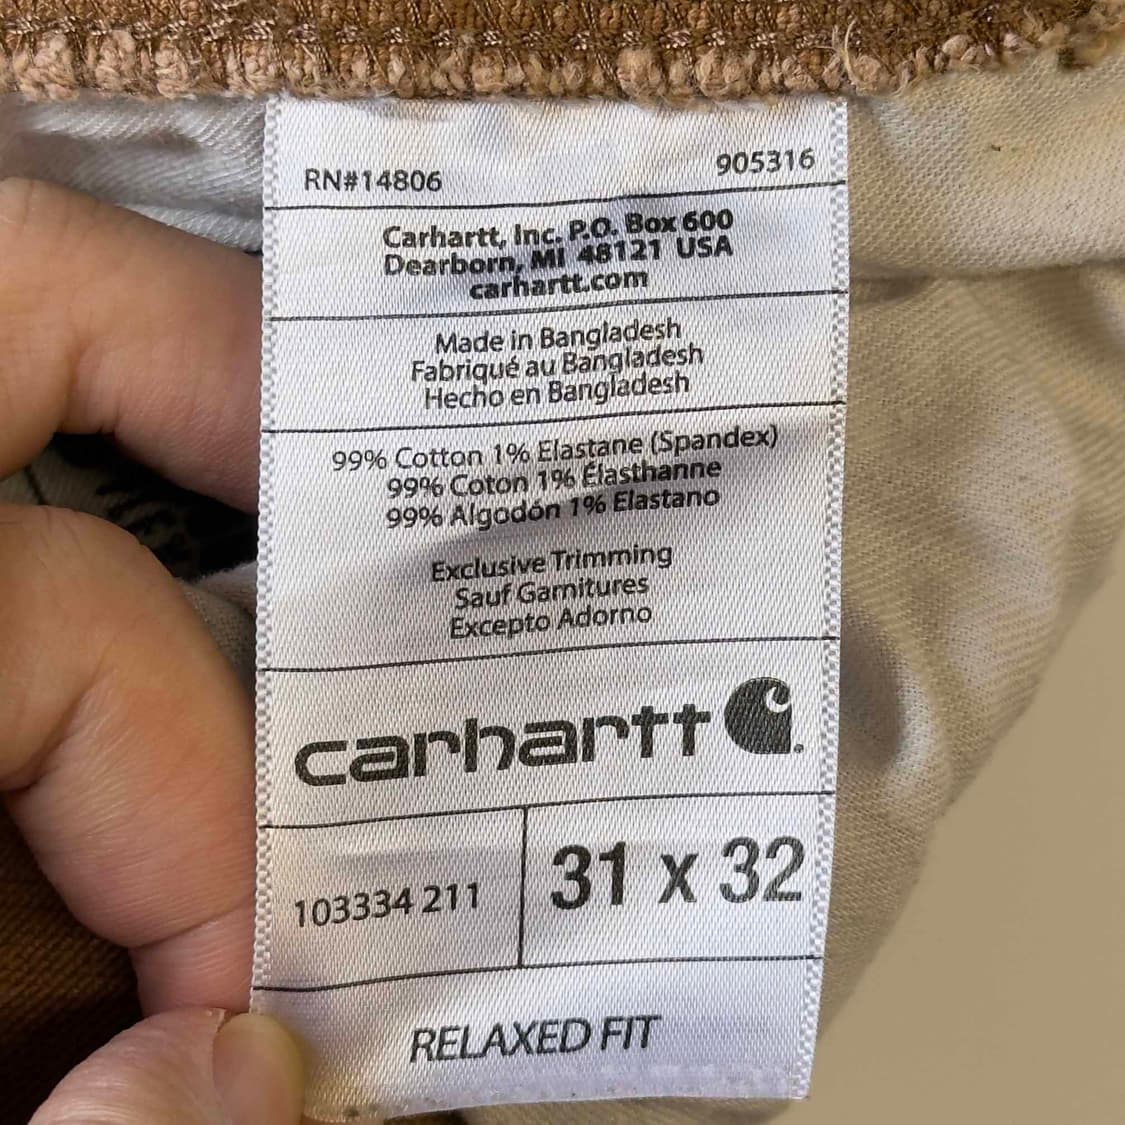 RN#14806 905316
Carhartt, Inc. P.O. Box 600
Dearborn, MI 48121 USA
carhartt.com
Made in Bangladesh
Fabriqué au Bangladesh
Hecho en Bangladesh
99% Cotton 1% Elastane (Spandex)
99% Coton 1% Élasthanne
99% Algodón 1% Elastano
Exclusive Trimming
Sauf Garnitures
Excepto Adorno
carhartt
103334 211 31 x 32
RELAXED FIT